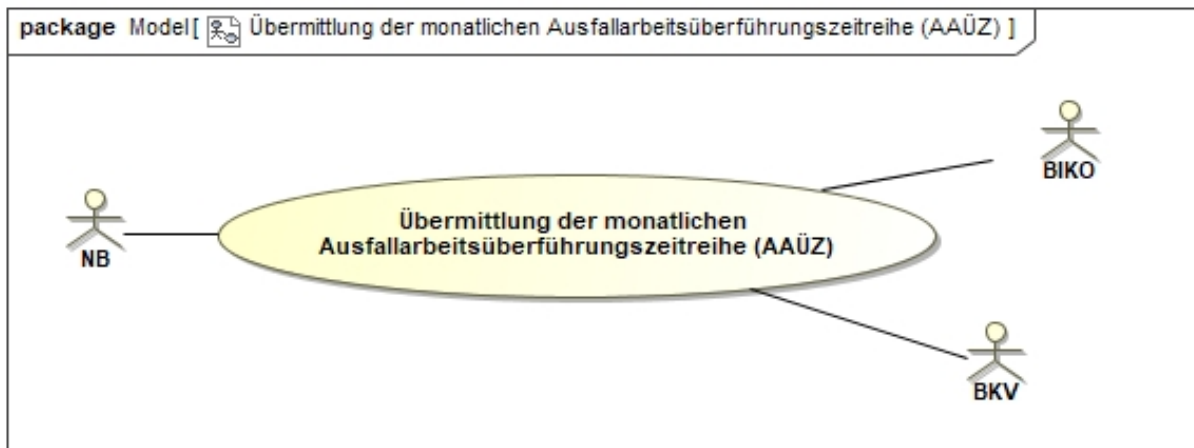 package Model[ Übermittlung der monatlichen Ausfallarbeitsüberführungszeitreihe (AAÜZ) ]
BIKO
Übermittlung der monatlichen
Ausfallarbeitsüberführungszeitreihe (AAÜZ)
NB
BKV